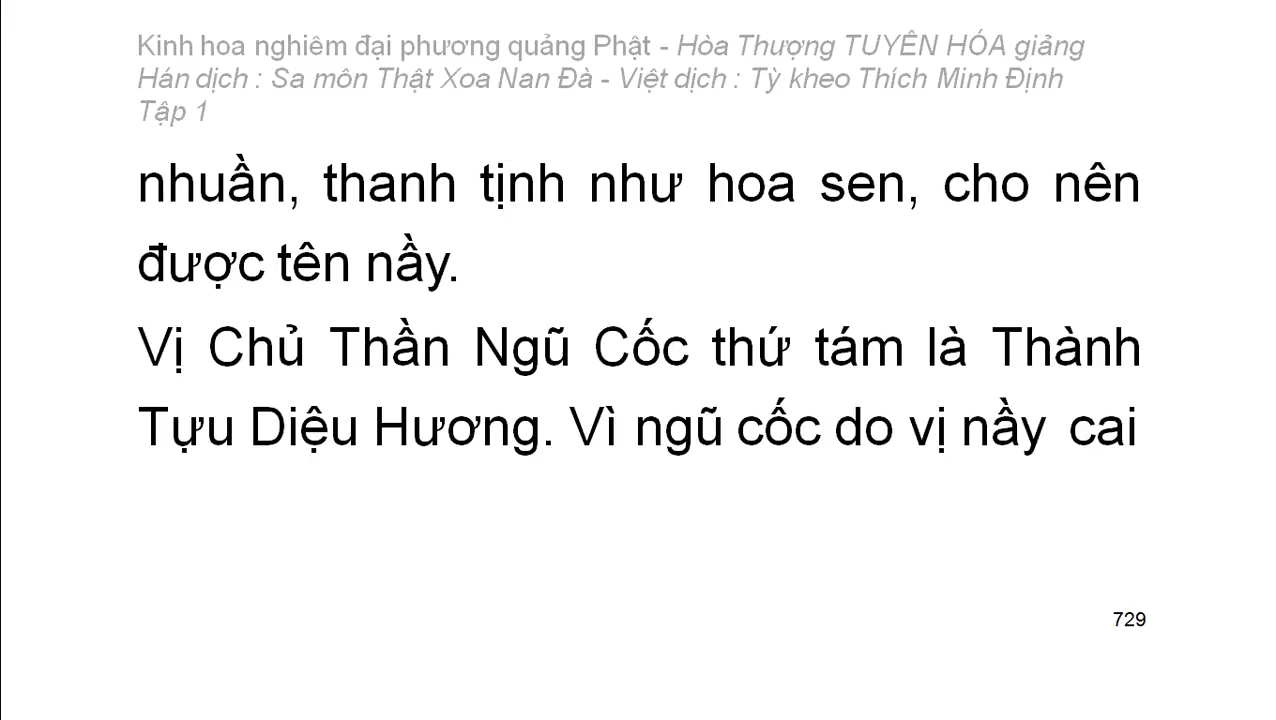 Kinh hoa nghiêm đại phương quảng Phật - Hòa Thượng TUYÊN HÓA giảng
Hán dịch : Sa môn Thật Xoa Nan Đà - Việt dịch : Tỳ kheo Thích Minh Định
Tập 1
nhuần, thanh tịnh như hoa sen, cho nên
được tên nầy.
Vị Chủ Thần Ngũ Cốc thứ tám là Thành
Tựu Diệu Hương. Vì ngũ cốc do vị nầy cai
729